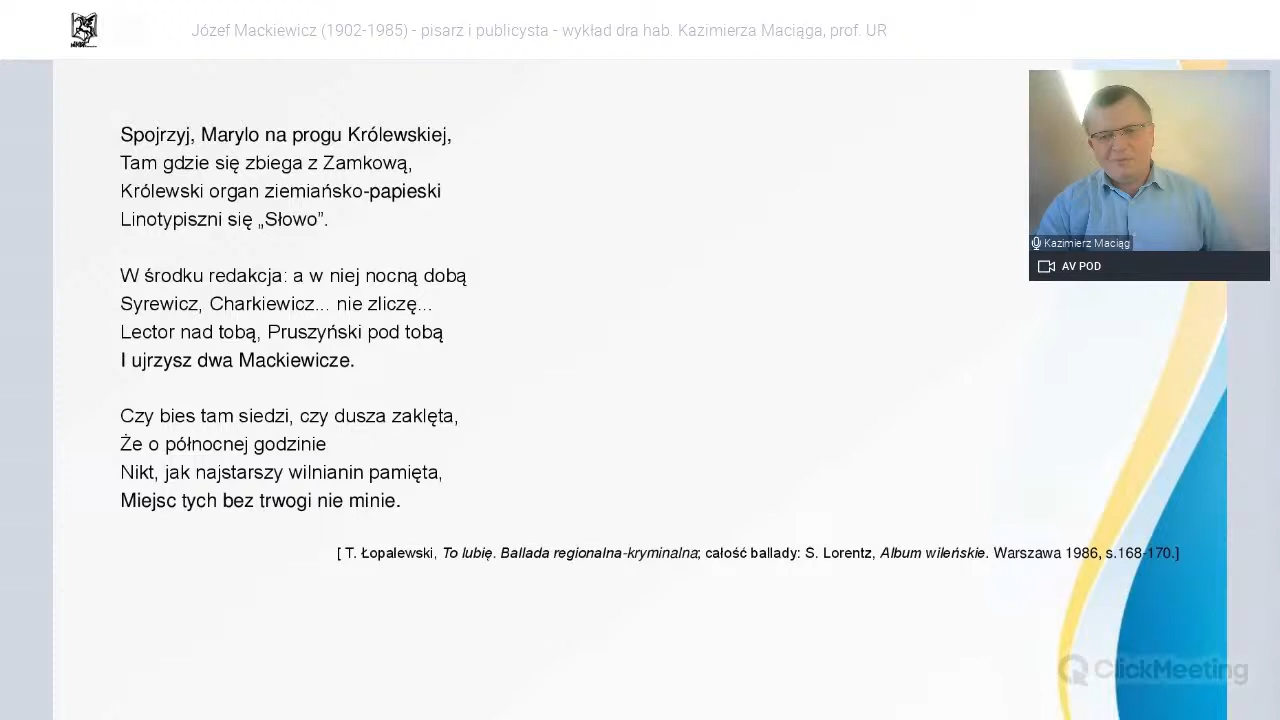 Józef Mackiewicz (1902-1985) - pisarz i publicysta - wykład dra hab. Kazimierza Maciąga, prof. UR
Spojrzyj, Marylo na progu Królewskiej,
Tam gdzie się zbiega z Zamkową,
Królewski organ ziemiańsko-papieski
Linotypiszni się „Słowo”.
W środku redakcja: a w niej nocną dobą
Syrewicz, Charkiewicz... nie zliczę...
Lector nad tobą, Pruszyński pod tobą
I ujrzysz dwa Mackiewicze.
Czy bies tam siedzi, czy dusza zaklęta,
Że o północnej godzinie
Nikt, jak najstarszy wilnianin pamięta,
Miejsc tych bez trwogi nie minie.
[ T. Łopalewski, To lubię. Ballada regionalna-kryminalna; całość ballady: S. Lorentz, Album wileńskie. Warszawa 1986, s.168-170.]
Kazimierz Maciąg
AV POD
ClickMeeting